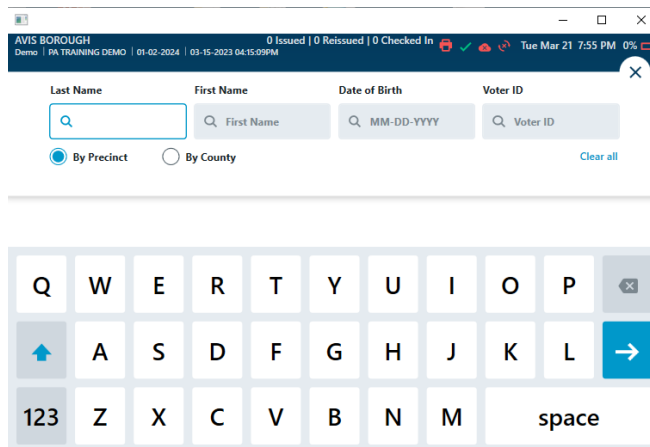 AVIS BOROUGH 0 Issued | 0 Reissued | 0 Checked In Tue Mar 21 7:55 PM 0%
Demo | PA TRAINING DEMO | 01-02-2024 | 03-15-2023 04:15:09PM
Last Name First Name Date of Birth Voter ID
First Name MM-DD-YYYY Voter ID
By Precinct By County Clear all
Q W E R T Y U I O P
A S D F G H J K L
123 Z X C V B N M space